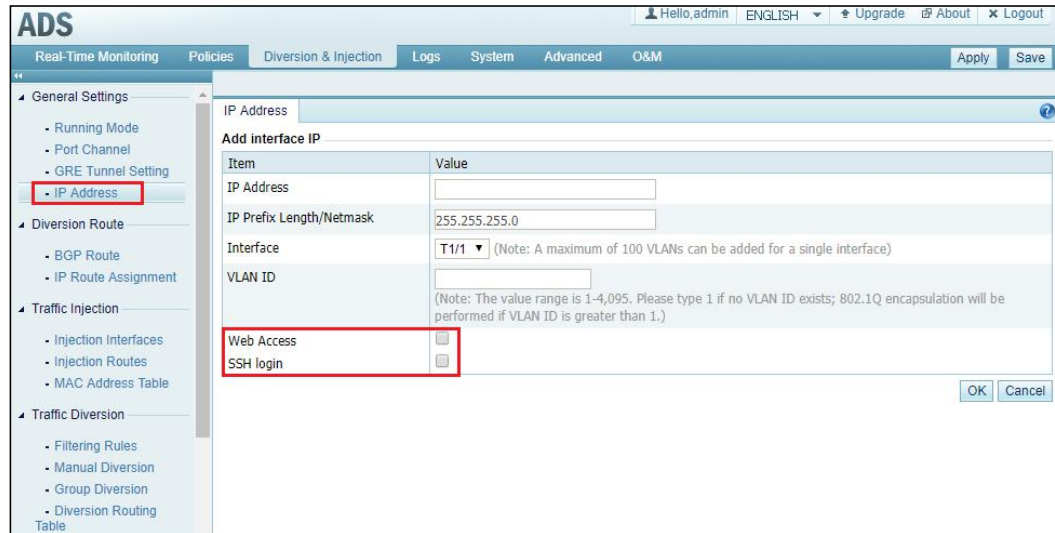 ADS
Hello,admin ENGLISH Upgrade About Logout
Real-Time Monitoring Policies Diversion & Injection Logs System Advanced O&M Apply Save
General Settings
- Running Mode
- Port Channel
- GRE Tunnel Setting
- IP Address
Diversion Route
- BGP Route
- IP Route Assignment
Traffic Injection
- Injection Interfaces
- Injection Routes
- MAC Address Table
Traffic Diversion
- Filtering Rules
- Manual Diversion
- Group Diversion
- Diversion Routing
Table
IP Address
Add interface IP
Item Value
IP Address
IP Prefix Length/Netmask 255.255.255.0
Interface T1/1 (Note: A maximum of 100 VLANs can be added for a single interface)
VLAN ID
(Note: The value range is 1-4,095. Please type 1 if no VLAN ID exists; 802.1Q encapsulation will be
performed if VLAN ID is greater than 1.)
Web Access
SSH login
OK Cancel